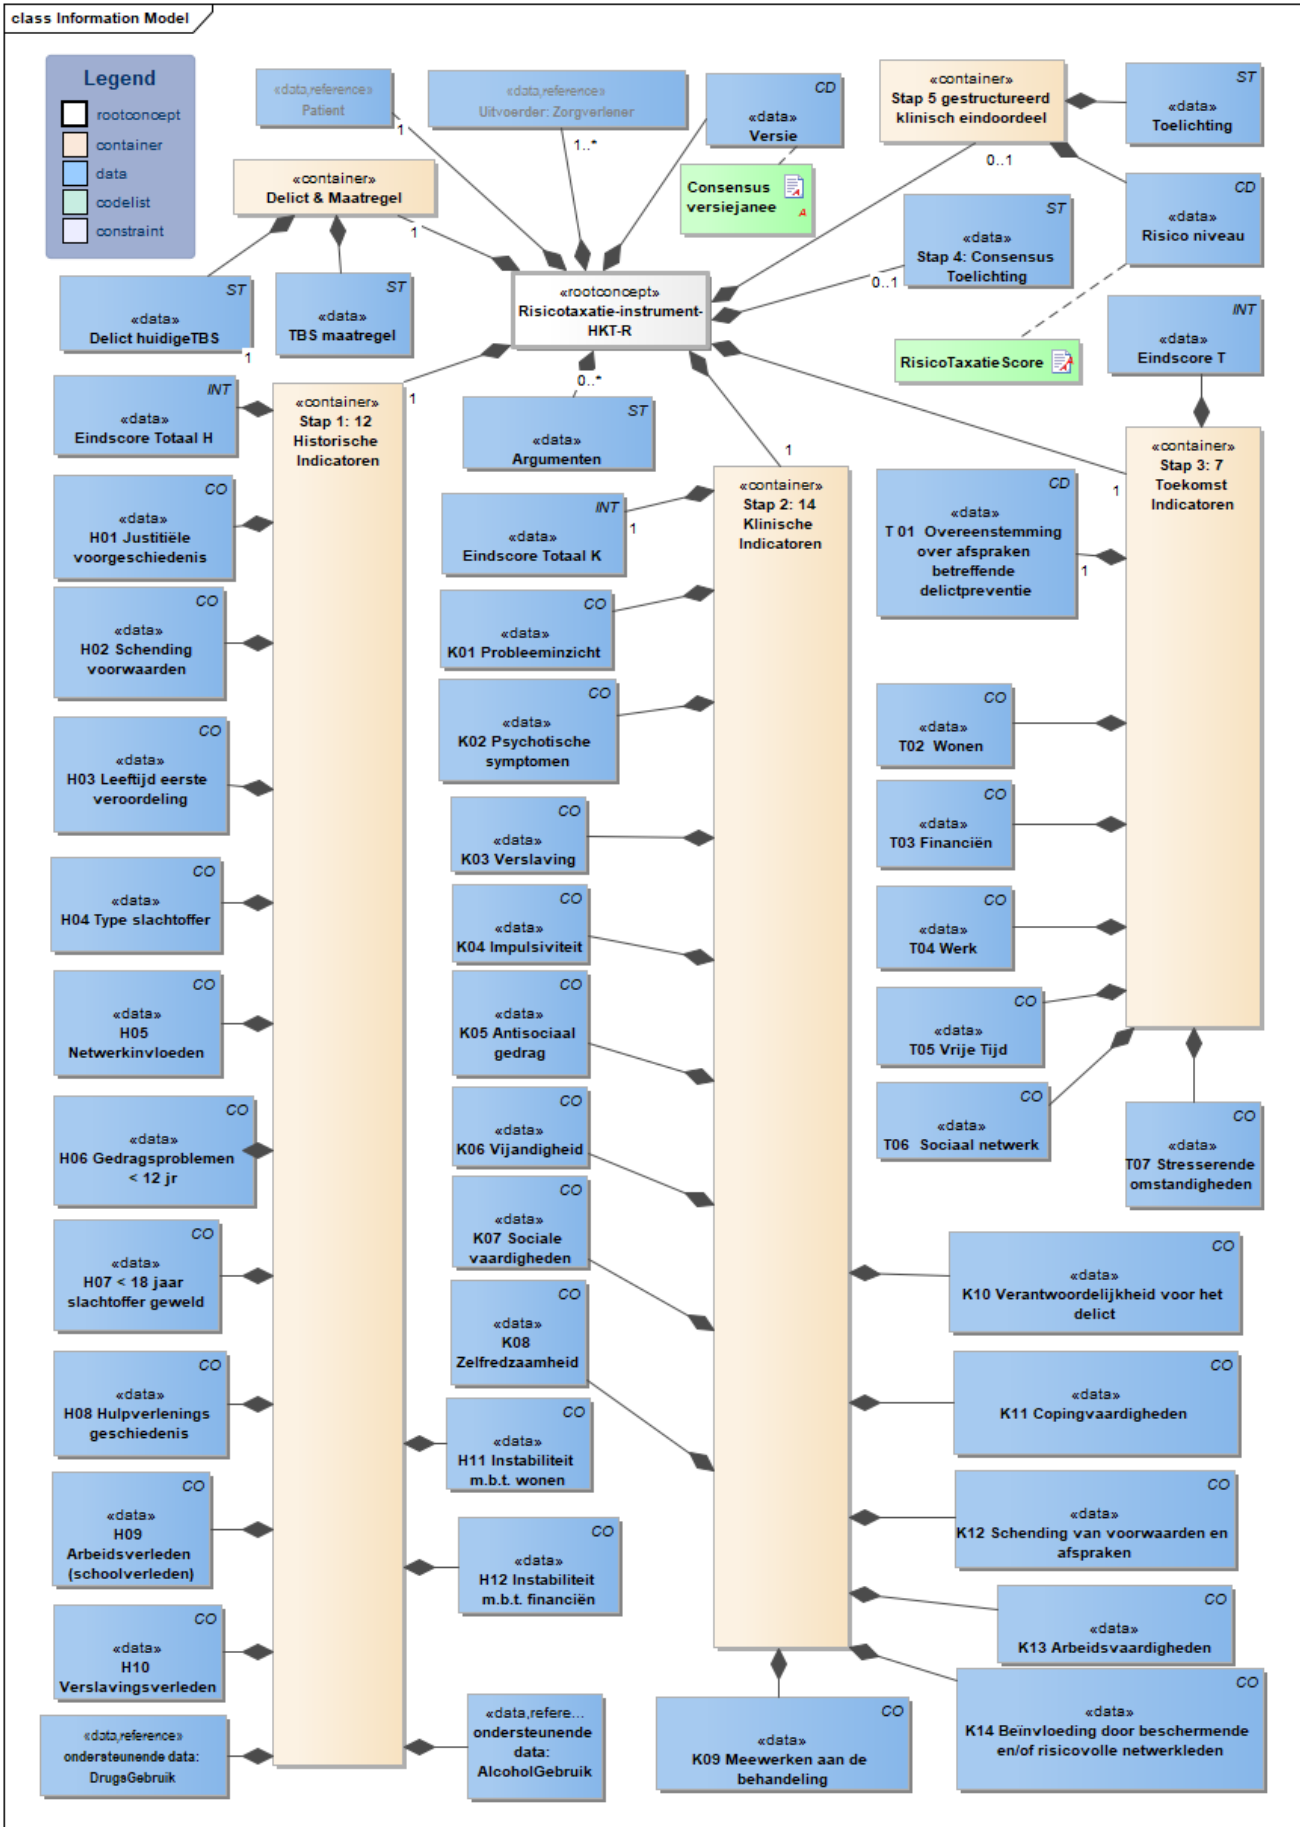 class Information Model
Legend
rootconcept
container
data
codelist
constraint
«data,reference»
Patient
1
«data,reference»
Uitvoerder: Zorgverlener
1..*
CD
«data»
Versie
Consensus
versiejanee
«container»
Stap 5 gestructureerd
klinisch eindoordeel
0..1
ST
«data»
Toelichting
CD
«data»
Risico niveau
«container»
Delict & Maatregel
1
ST
«data»
Stap 4: Consensus
Toelichting
0..1
ST
«data»
Delict huidigeTBS
1
ST
«data»
TBS maatregel
«rootconcept»
Risicotaxatie-instrument-
HKT-R
RisicoTaxatieScore
INT
«data»
Eindscore T
INT
«data»
Eindscore Totaal H
«container»
Stap 1: 12
Historische
Indicatoren
1
0..*
ST
«data»
Argumenten
1
«container»
Stap 2: 14
Klinische
Indicatoren
«container»
Stap 3: 7
Toekomst
Indicatoren
1
CO
«data»
H01 Justitiële
voorgeschiedenis
CO
«data»
H02 Schending
voorwaarden
CO
«data»
H03 Leeftijd eerste
veroordeling
CO
«data»
H04 Type slachtoffer
CO
«data»
H05
Netwerkinvloeden
CO
«data»
H06 Gedragsproblemen
< 12 jr
CO
«data»
H07 < 18 jaar
slachtoffer geweld
CO
«data»
H08 Hulpverlenings
geschiedenis
CO
«data»
H09
Arbeidsverleden
(schoolverleden)
CO
«data»
H10
Verslavingsverleden
«data,reference»
ondersteunende data:
DrugsGebruik
INT
«data»
Eindscore Totaal K
1
CO
«data»
K01 Probleeminzicht
CO
«data»
K02 Psychotische
symptomen
CO
«data»
K03 Verslaving
CO
«data»
K04 Impulsiviteit
CO
«data»
K05 Antisociaal
gedrag
CO
«data»
K06 Vijandigheid
CO
«data»
K07 Sociale
vaardigheden
CO
«data»
K08
Zelfredzaamheid
CO
«data»
H11 Instabiliteit
m.b.t. wonen
CO
«data»
H12 Instabiliteit
m.b.t. financiën
«data,refere...
ondersteunende
data:
AlcoholGebruik
CD
«data»
T 01 Overeenstemming
over afspraken
betreffende
delictpreventie
1
CO
«data»
T02 Wonen
CO
«data»
T03 Financiën
CO
«data»
T04 Werk
CO
«data»
T05 Vrije Tijd
CO
«data»
T06 Sociaal netwerk
CO
«data»
T07 Stresserende
omstandigheden
CO
«data»
K10 Verantwoordelijkheid voor het
delict
CO
«data»
K11 Copingvaardigheden
CO
«data»
K12 Schending van voorwaarden en
afspraken
CO
«data»
K13 Arbeidsvaardigheden
CO
«data»
K14 Beïnvloeding door beschermende
en/of risicovolle netwerkleden
CO
«data»
K09 Meewerken aan de
behandeling